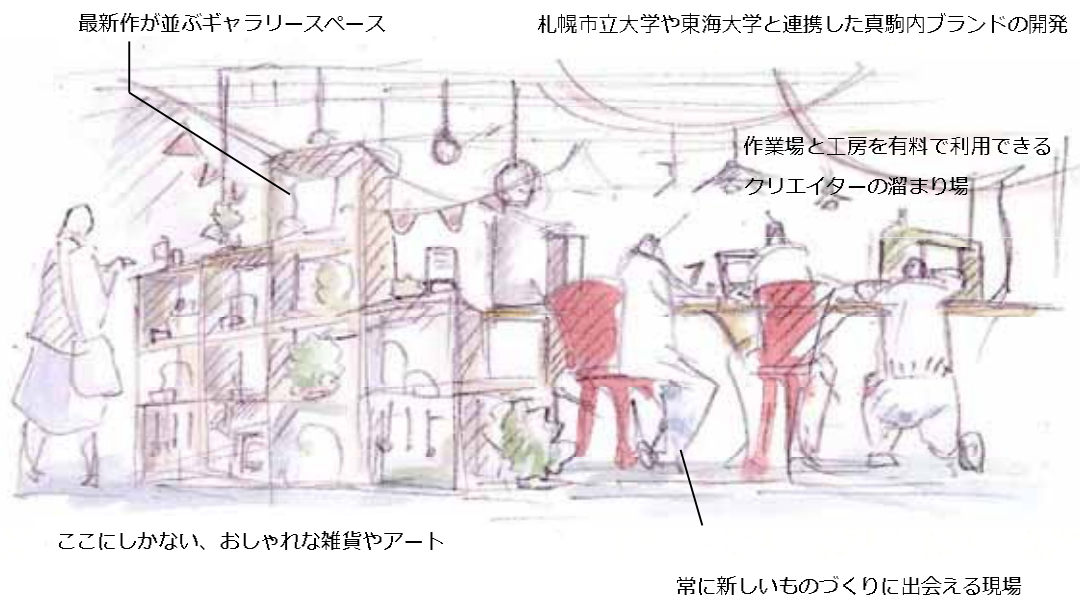 最新作が並ぶギャラリースペース
札幌市立大学や東海大学と連携した真駒内ブランドの開発
作業場と工房を有料で利用できる
クリエイターの溜まり場
ここにしかない、おしゃれな雑貨やアート
常に新しいものづくりに出会える現場